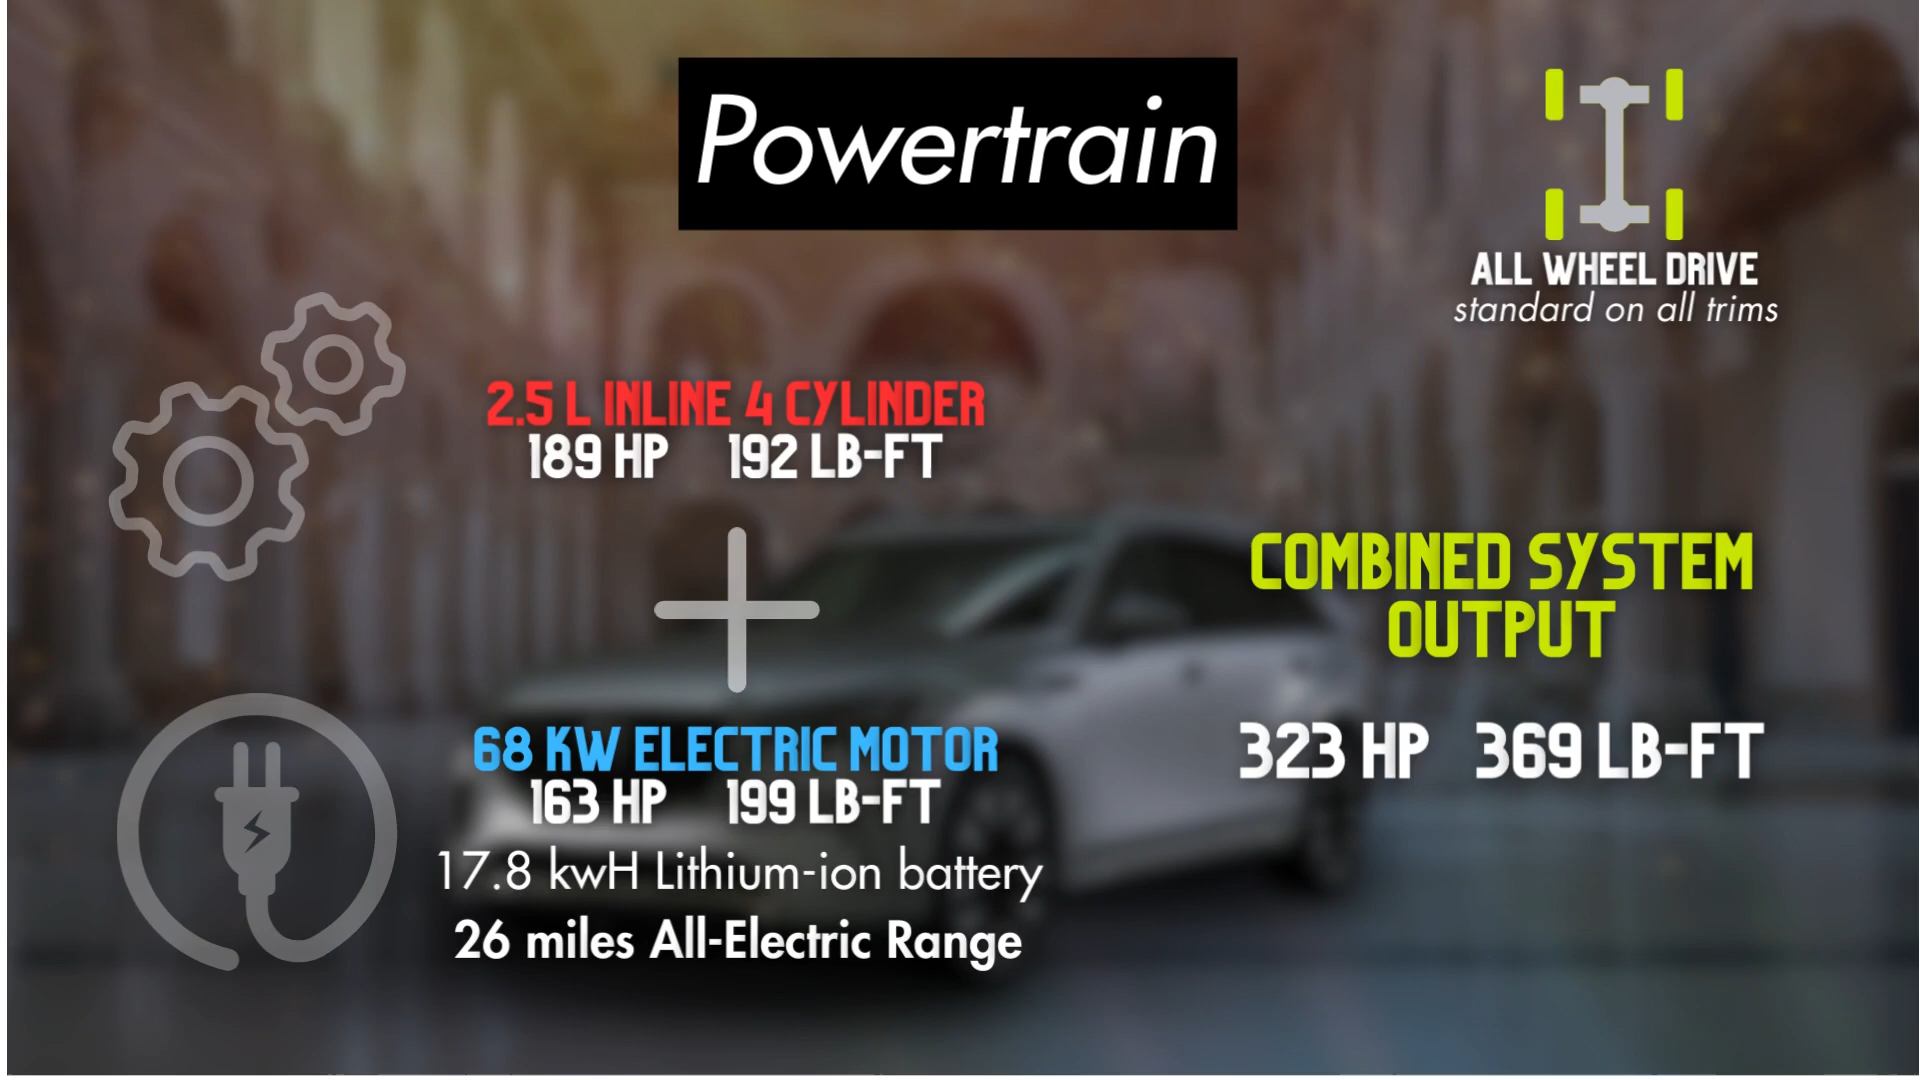 Powertrain
ALL WHEEL DRIVE
standard on all trims
2.5 L INLINE 4 CYLINDER
189 HP 192 LB-FT
68 KW ELECTRIC MOTOR
163 HP 199 LB-FT
17.8 kwH Lithium-ion battery
26 miles All-Electric Range
COMBINED SYSTEM
OUTPUT
323 HP 369 LB-FT